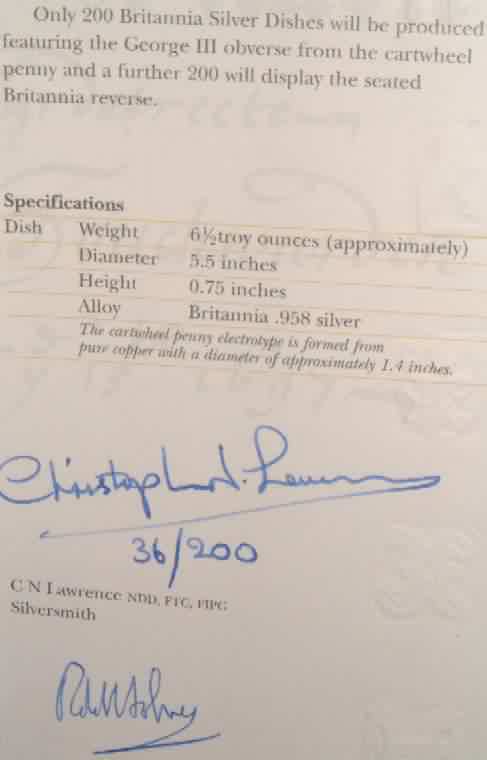 Only 200 Britannia Silver Dishes will be produced
featuring the George III obverse from the cartwheel
penny and a further 200 will display the seated
Britannia reverse.
Specifications
Dish Weight 6½troy ounces (approximately)
Diameter 5.5 inches
Height 0.75 inches
Alloy Britannia .958 silver
The cartwheel penny electrotype is formed from
pure copper with a diameter of approximately 1.4 inches.
Christopher N. Lawrence
36/200
C N Lawrence NDD, FTC, FIPG
Silversmith